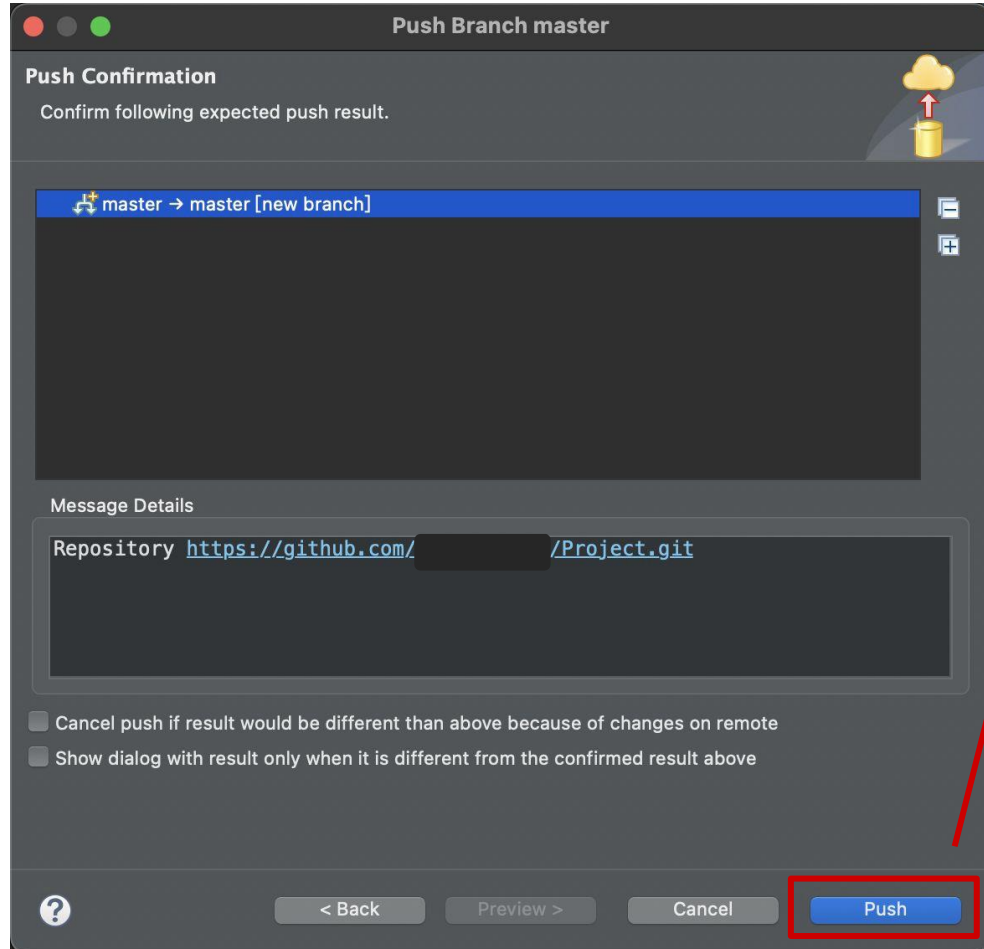 Push Branch master
Push Confirmation
Confirm following expected push result.
master → master [new branch]
Message Details
Repository https://github.com/ /Project.git
Cancel push if result would be different than above because of changes on remote
Show dialog with result only when it is different from the confirmed result above
?
< Back
Preview >
Cancel
Push